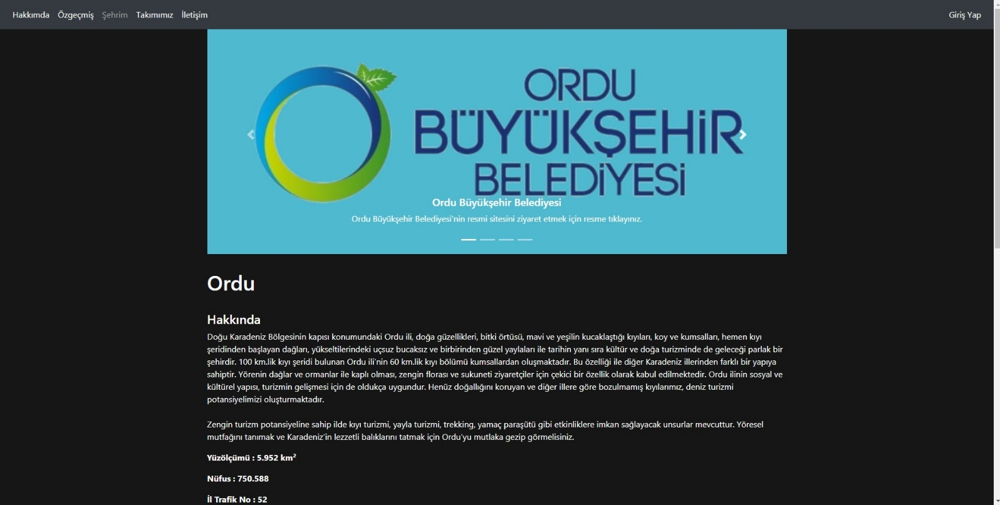 Hakkımda Özgeçmiş Şehrim Takımımız İletişim Giriş Yap
ORDU
BÜYÜKŞEHİR
BELEDİYESİ
Ordu Büyükşehir Belediyesi
Ordu Büyükşehir Belediyesi'nin resmi sitesini ziyaret etmek için resme tıklayınız.
Ordu
Hakkında
Doğu Karadeniz Bölgesinin kapısı konumundaki Ordu ili, doğa güzellikleri, bitki örtüsü, mavi ve yeşilin kucaklaştığı kıyıları, koy ve kumsalları, hemen kıyı
şeridinden başlayan dağları, yükseltilerindeki uçsuz bucaksız ve birbirinden güzel yaylaları ile tarihin yanı sıra kültür ve doğa turizminde de geleceği parlak bir
şehirdir. 100 km.lik kıyı şeridi bulunan Ordu ili'nin 60 km.lik kıyı bölümü kumsallardan oluşmaktadır. Bu özelliği ile diğer Karadeniz illerinden farklı bir yapıya
sahiptir. Yörenin dağlar ve ormanlar ile kaplı olması, zengin florası ve sukuneti ziyaretçiler için çekici bir özellik olarak kabul edilmektedir. Ordu ilinin sosyal ve
kültürel yapısı, turizmin gelişmesi için de oldukça uygundur. Henüz doğallığını koruyan ve diğer illere göre bozulmamış kıyılarımız, deniz turizmi
potansiyelimizi oluşturmaktadır.
Zengin turizm potansiyeline sahip ilde kıyı turizmi, yayla turizmi, trekking, yamaç paraşütü gibi etkinliklere imkan sağlayacak unsurlar mevcuttur. Yöresel
mutfağını tanımak ve Karadeniz'in lezzetli balıklarını tatmak için Ordu'yu mutlaka gezip görmelisiniz.
Yüzölçümü : 5.952 km²
Nüfus : 750.588
İl Trafik No : 52